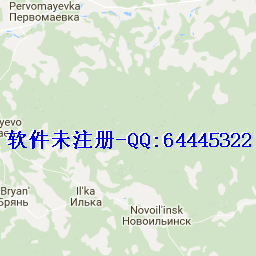 Pervomayevka
Первомаевка
yevo
软件未注册-QQ:64445322
Bryan'
Брянь
Il'ka
Илька
Novoil'insk
Новоильинск